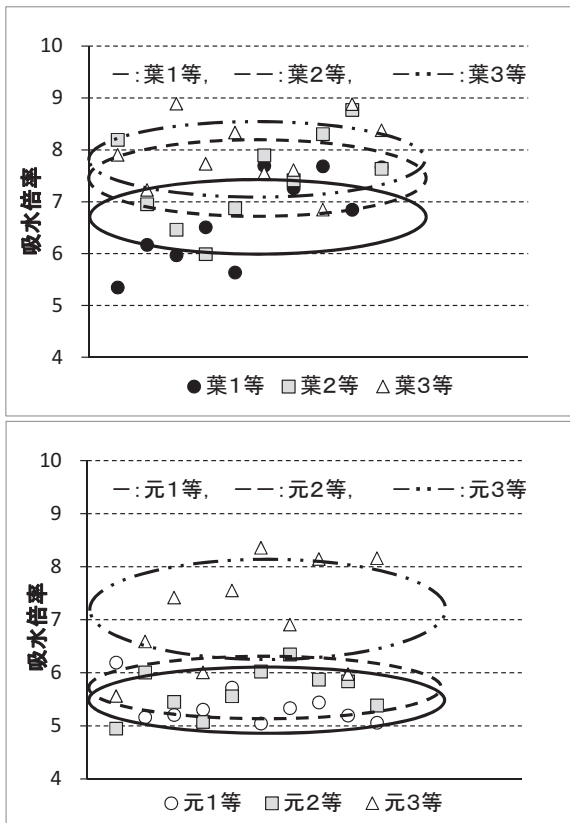 10
—:葉1等, — —:葉2等, —··—:葉3等
9
8
7
6
5
4
吸水倍率
●葉1等 ■葉2等 △葉3等
10
—:元1等, — —:元2等, —··—:元3等
9
8
7
6
5
4
吸水倍率
○元1等 ■元2等 △元3等